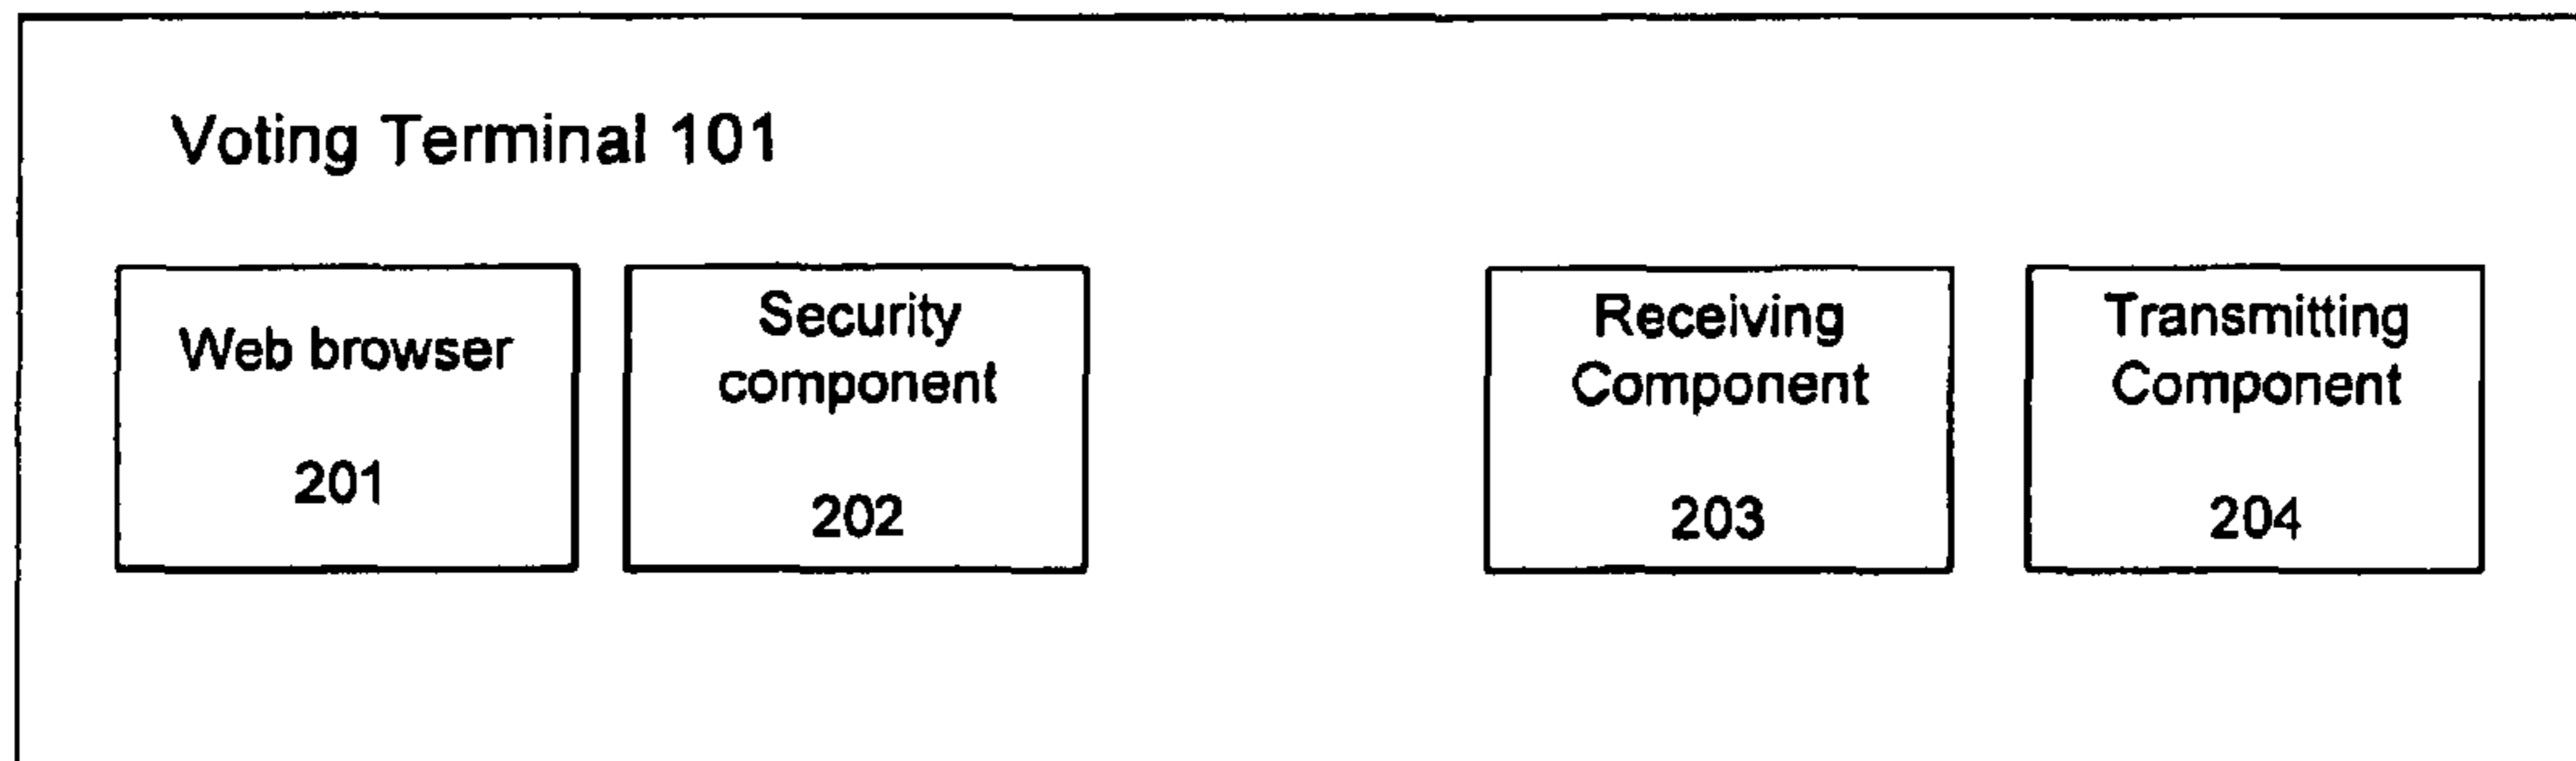 Voting Terminal 101
Web browser
201
Security
component
202
Receiving
Component
203
Transmitting
Component
204